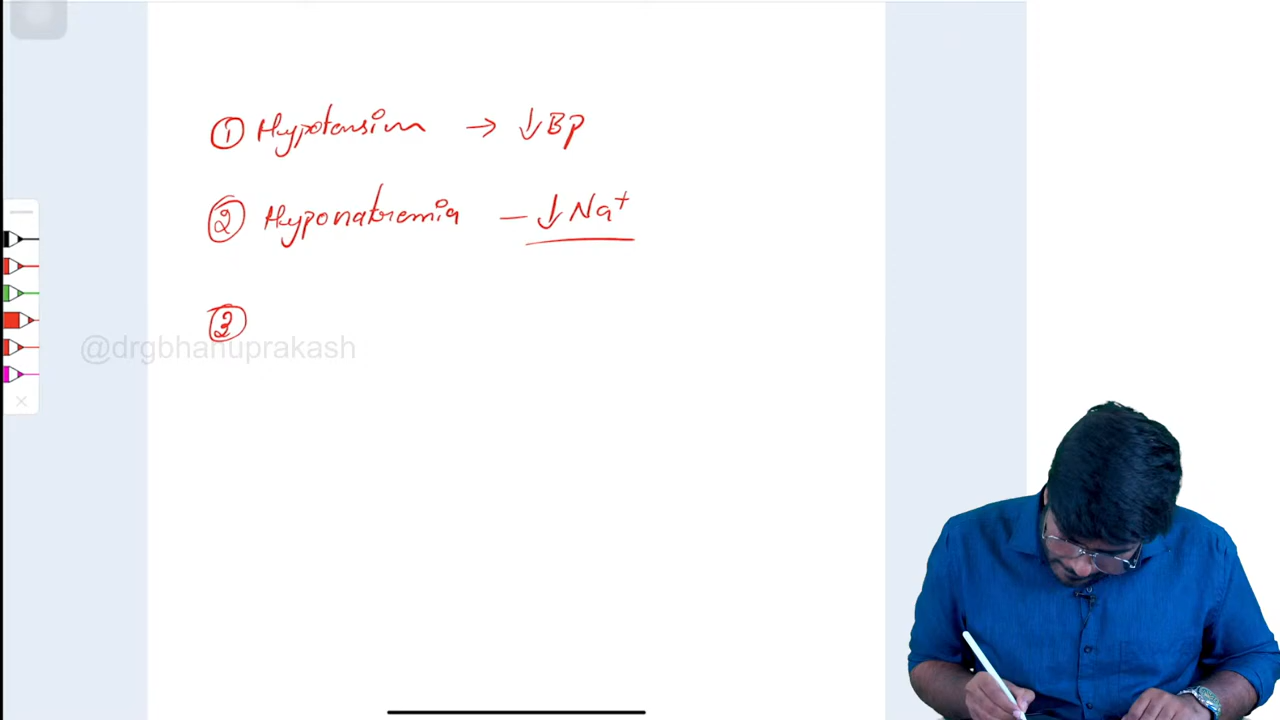 ① Hypotension → ↓ BP
② Hyponatremia – ↓ Na⁺
③
@drgbhanuprakash